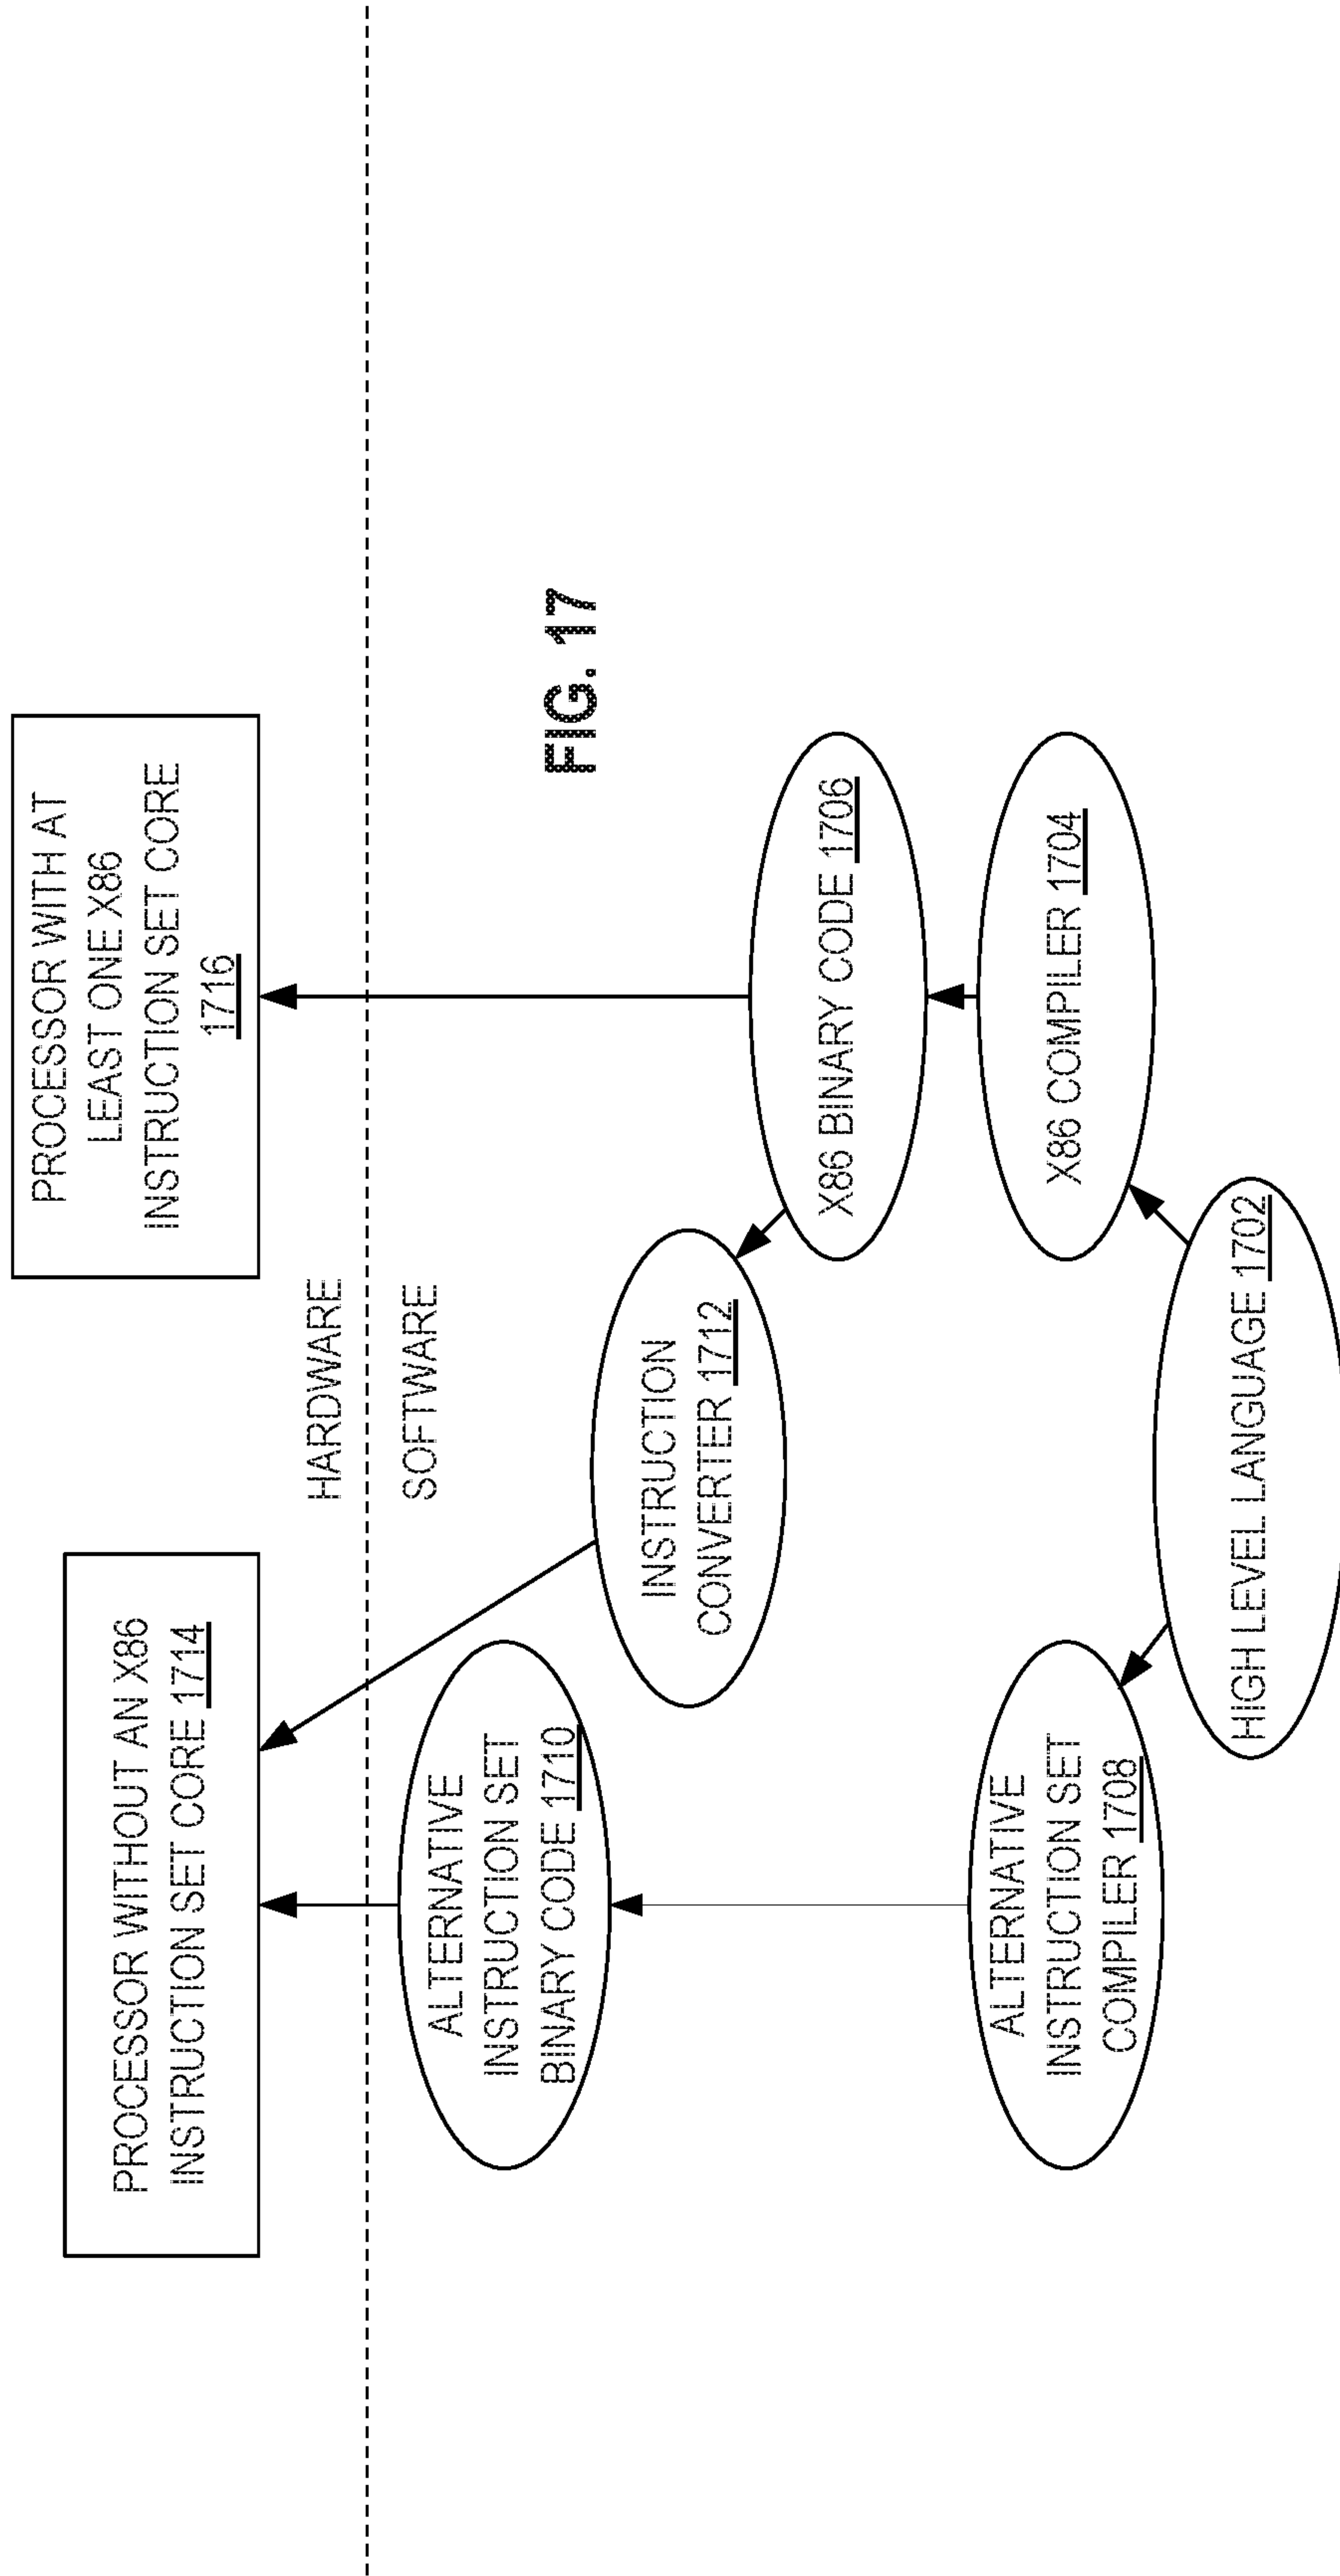 PROCESSOR WITHOUT AN X86
INSTRUCTION SET CORE 1714
PROCESSOR WITH AT
LEAST ONE X86
INSTRUCTION SET CORE
1716
HARDWARE
SOFTWARE
ALTERNATIVE
INSTRUCTION SET
BINARY CODE 1710
INSTRUCTION
CONVERTER 1712
FIG. 17
X86 BINARY CODE 1706
ALTERNATIVE
INSTRUCTION SET
COMPILER 1708
X86 COMPILER 1704
HIGH LEVEL LANGUAGE 1702